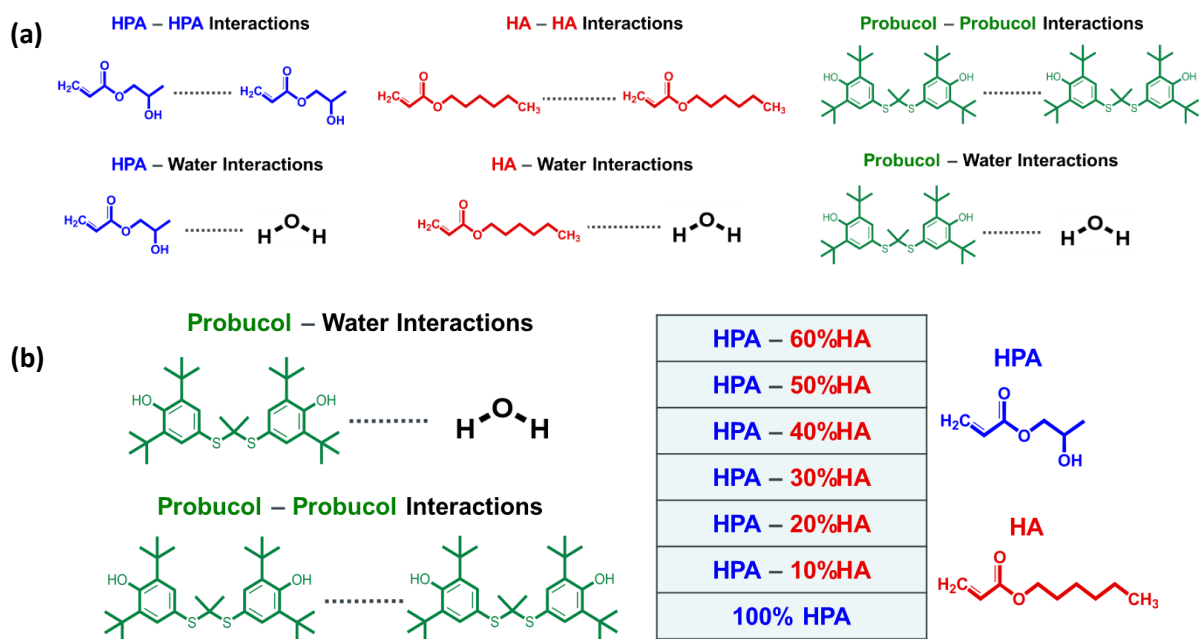 (a)
HPA – HPA Interactions
HA – HA Interactions
Probucol – Probucol Interactions
H₂C O O OH H₂C O O OH
H₂C O O CH₃ H₂C O O CH₃
HO S S OH HO S S OH
HPA – Water Interactions
HA – Water Interactions
Probucol – Water Interactions
H₂C O O OH H O H
H₂C O O CH₃ H O H
HO S S OH H O H
(b)
Probucol – Water Interactions
HO S S OH H O H
Probucol – Probucol Interactions
HO S S OH HO S S OH
HPA – 60%HA
HPA – 50%HA
HPA – 40%HA
HPA – 30%HA
HPA – 20%HA
HPA – 10%HA
100% HPA
HPA
H₂C O O OH
HA
H₂C O O CH₃